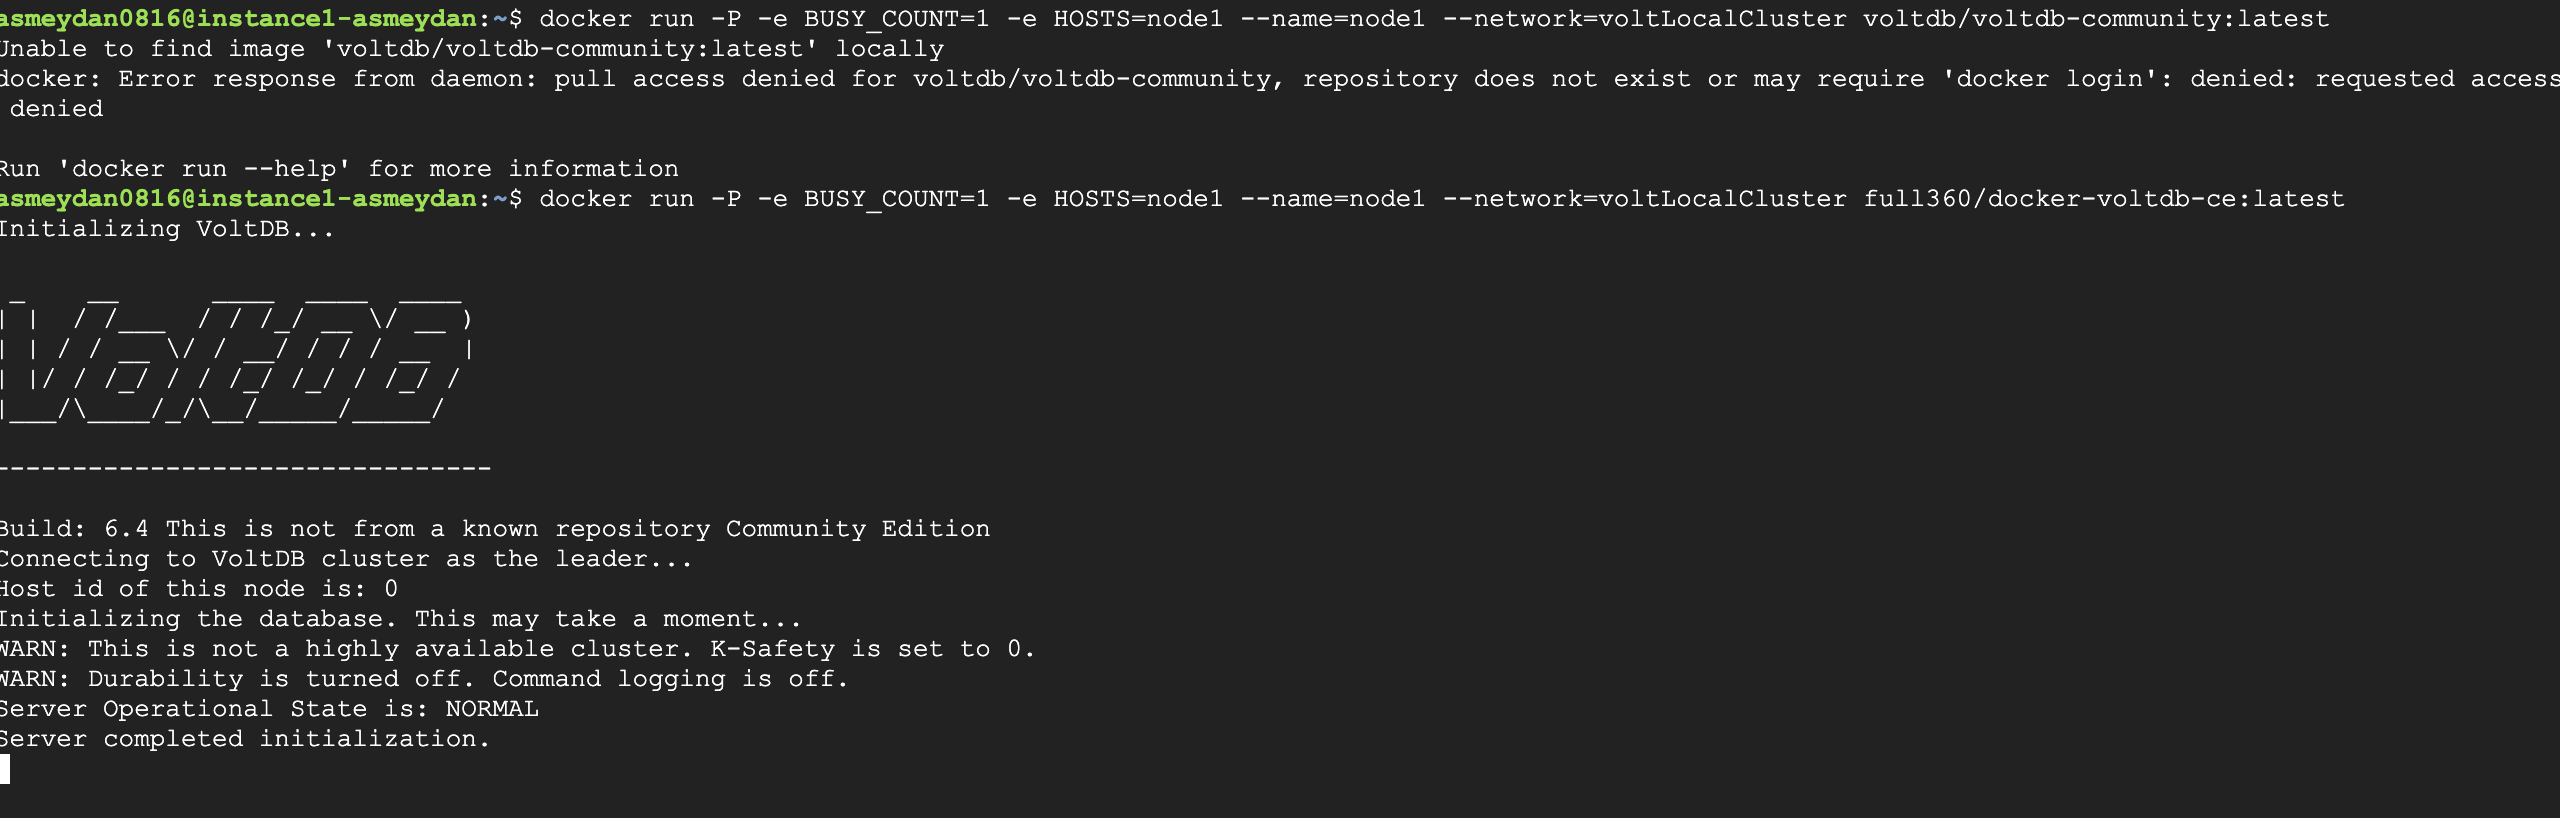 asmeydan0816@instance1-asmeydan:~$ docker run -P -e BUSY_COUNT=1 -e HOSTS=node1 --name=node1 --network=voltLocalCluster voltdb/voltdb-community:latest
Unable to find image 'voltdb/voltdb-community:latest' locally
docker: Error response from daemon: pull access denied for voltdb/voltdb-community, repository does not exist or may require 'docker login': denied: requested access
 denied

Run 'docker run --help' for more information
asmeydan0816@instance1-asmeydan:~$ docker run -P -e BUSY_COUNT=1 -e HOSTS=node1 --name=node1 --network=voltLocalCluster full360/docker-voltdb-ce:latest
Initializing VoltDB...

 _    __      ____  ____  ____
| |  / /___  / / /_/ __ \/ __ )
| | / / __ \/ / __/ / / / __  |
| |/ / /_/ / / /_/ /_/ / /_/ /
|___/\____/_/\__/_____/_____/

--------------------------------

Build: 6.4 This is not from a known repository Community Edition
Connecting to VoltDB cluster as the leader...
Host id of this node is: 0
Initializing the database. This may take a moment...
WARN: This is not a highly available cluster. K-Safety is set to 0.
WARN: Durability is turned off. Command logging is off.
Server Operational State is: NORMAL
Server completed initialization.